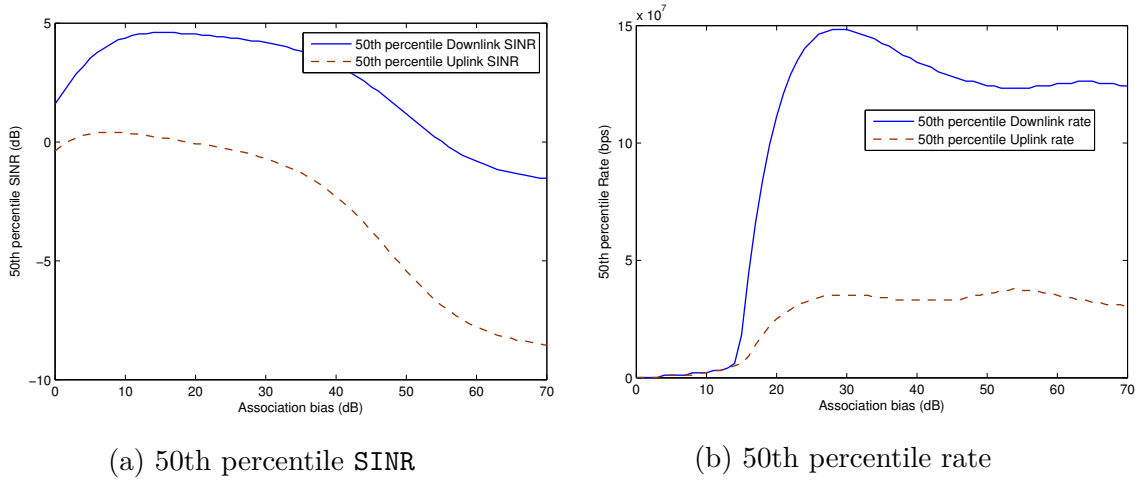 5
0
−5
−10
0 10 20 30 40 50 60 70
Association bias (dB)
50th percentile SINR (dB)
50th percentile Downlink SINR
50th percentile Uplink SINR
(a) 50th percentile SINR
x 10^7
15
10
5
0
0 10 20 30 40 50 60 70
Association bias (dB)
50th percentile Rate (bps)
50th percentile Downlink rate
50th percentile Uplink rate
(b) 50th percentile rate